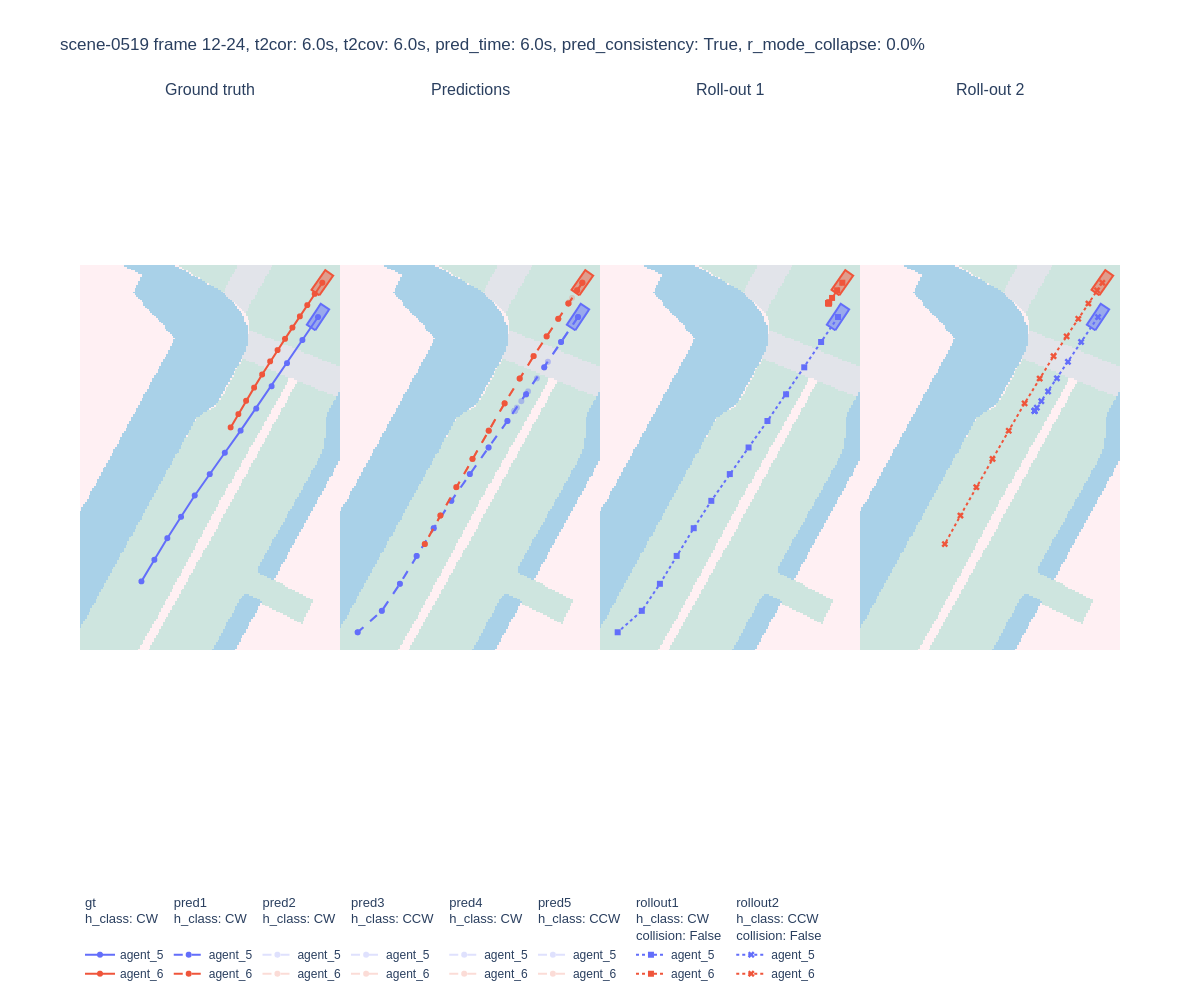 scene-0519 frame 12-24, t2cor: 6.0s, t2cov: 6.0s, pred_time: 6.0s, pred_consistency: True, r_mode_collapse: 0.0%
Ground truth
Predictions
Roll-out 1
Roll-out 2
gt
h_class: CW
agent_5
agent_6
pred1
h_class: CW
agent_5
agent_6
pred2
h_class: CW
agent_5
agent_6
pred3
h_class: CCW
agent_5
agent_6
pred4
h_class: CW
agent_5
agent_6
pred5
h_class: CCW
agent_5
agent_6
rollout1
h_class: CW
collision: False
agent_5
agent_6
rollout2
h_class: CCW
collision: False
agent_5
agent_6